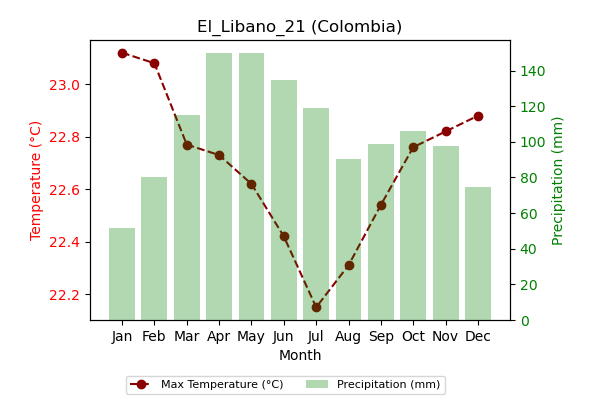 El_Libano_21 (Colombia)
23.0
22.8
22.6
22.4
22.2
Temperature (°C)
140
120
100
80
60
40
20
0
Precipitation (mm)
Jan Feb Mar Apr May Jun Jul Aug Sep Oct Nov Dec
Month
Max Temperature (°C) Precipitation (mm)